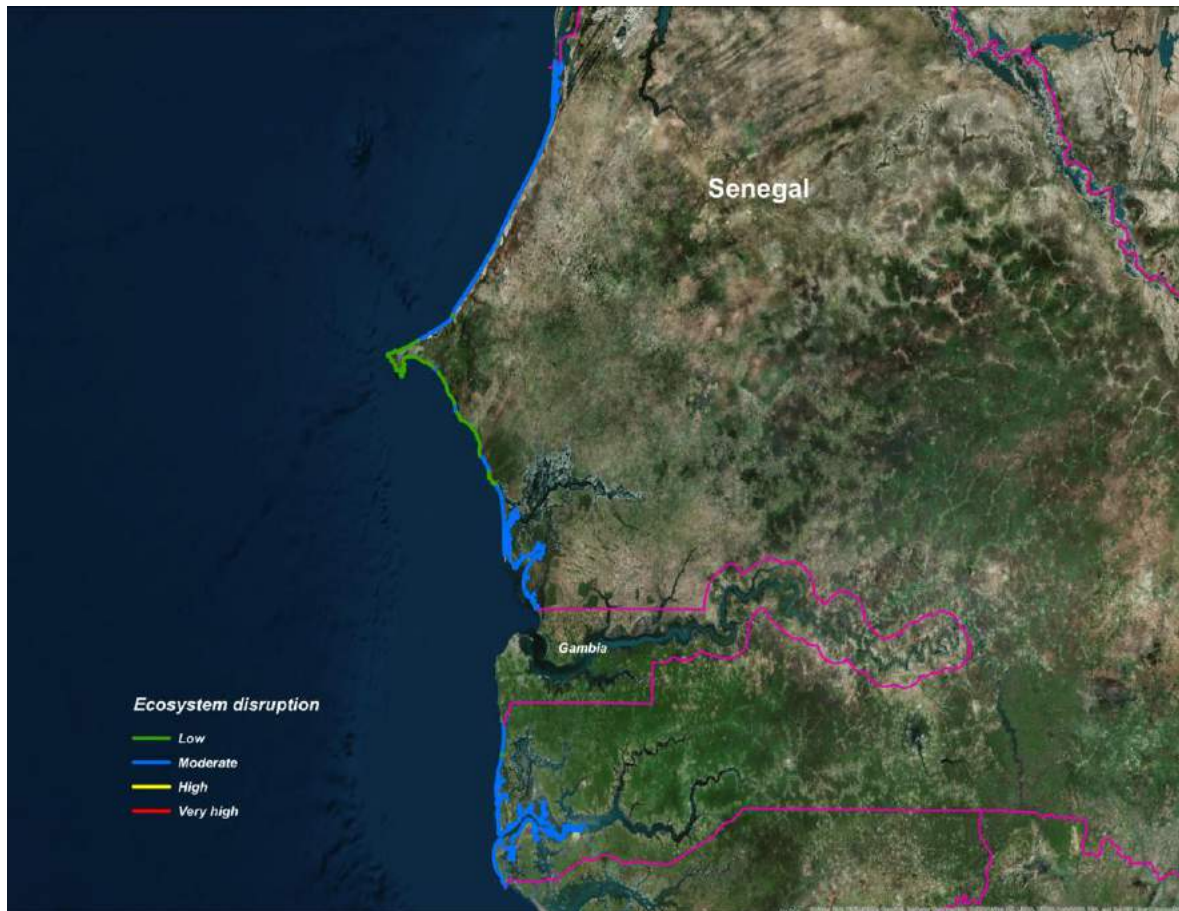 Senegal
Gambia
Ecosystem disruption
Low
Moderate
High
Very high